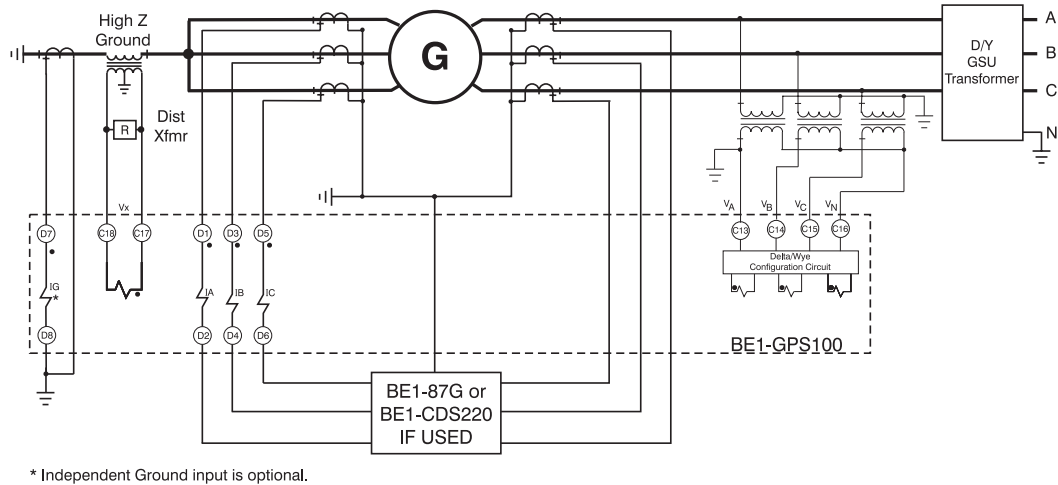 High Z
Ground
G
D/Y
GSU
Transformer
A
B
C
N
R
Dist
Xfmr
Vx
VA
VB
VC
VN
D7
C18
C17
D1
D3
D5
C13
C14
C15
C16
Delta/Wye
Configuration Circuit
IG
*
IA
IB
IC
D8
D2
D4
D6
BE1-GPS100
BE1-87G or
BE1-CDS220
IF USED
* Independent Ground input is optional.